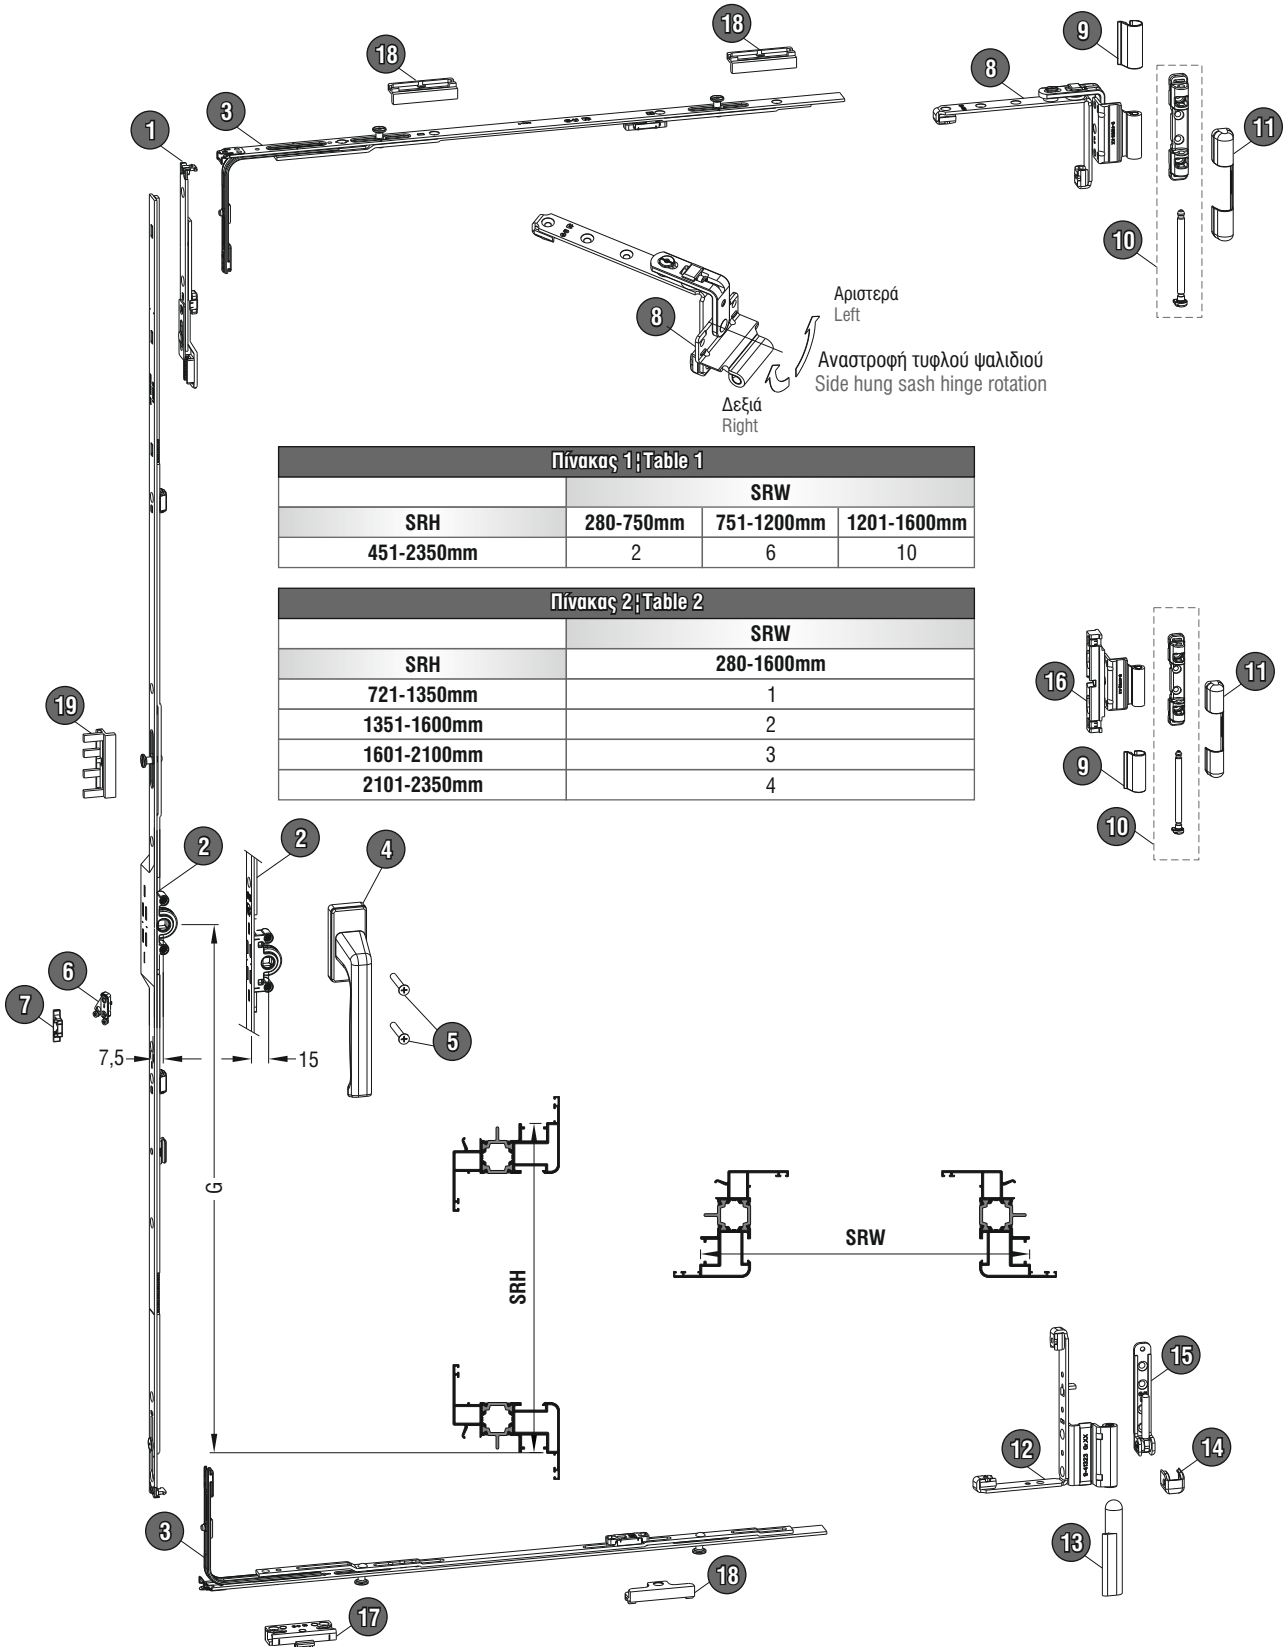 18
18
9
8
3
1
11
10
8
Αριστερά
Left
Αναστροφή τυφλού ψαλιδιού
Side hung sash hinge rotation
Δεξιά
Right
Πίνακας 1¦Table 1
SRW
SRH 280-750mm 751-1200mm 1201-1600mm
451-2350mm 2 6 10
Πίνακας 2¦Table 2
SRW
SRH 280-1600mm
721-1350mm 1
1351-1600mm 2
1601-2100mm 3
2101-2350mm 4
16
11
19
9
10
2
2
4
6
7
5
7,5
15
G
SRH
SRW
15
12
9-41323 Gr.XX
14
3
13
18
17